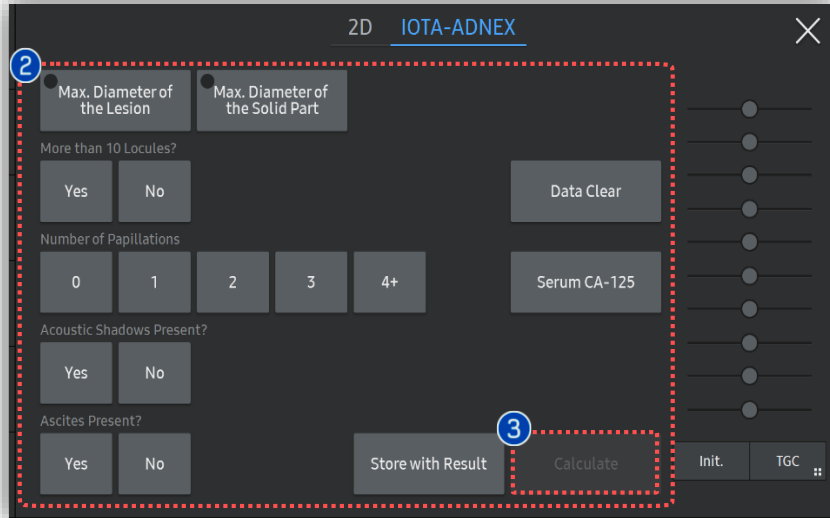 2D IOTA-ADNEX
2
Max. Diameter of
the Lesion
Max. Diameter of
the Solid Part
More than 10 Locules?
Yes No Data Clear
Number of Papillations
0 1 2 3 4+ Serum CA-125
Acoustic Shadows Present?
Yes No
Ascites Present?
3
Yes No Store with Result Calculate Init. TGC